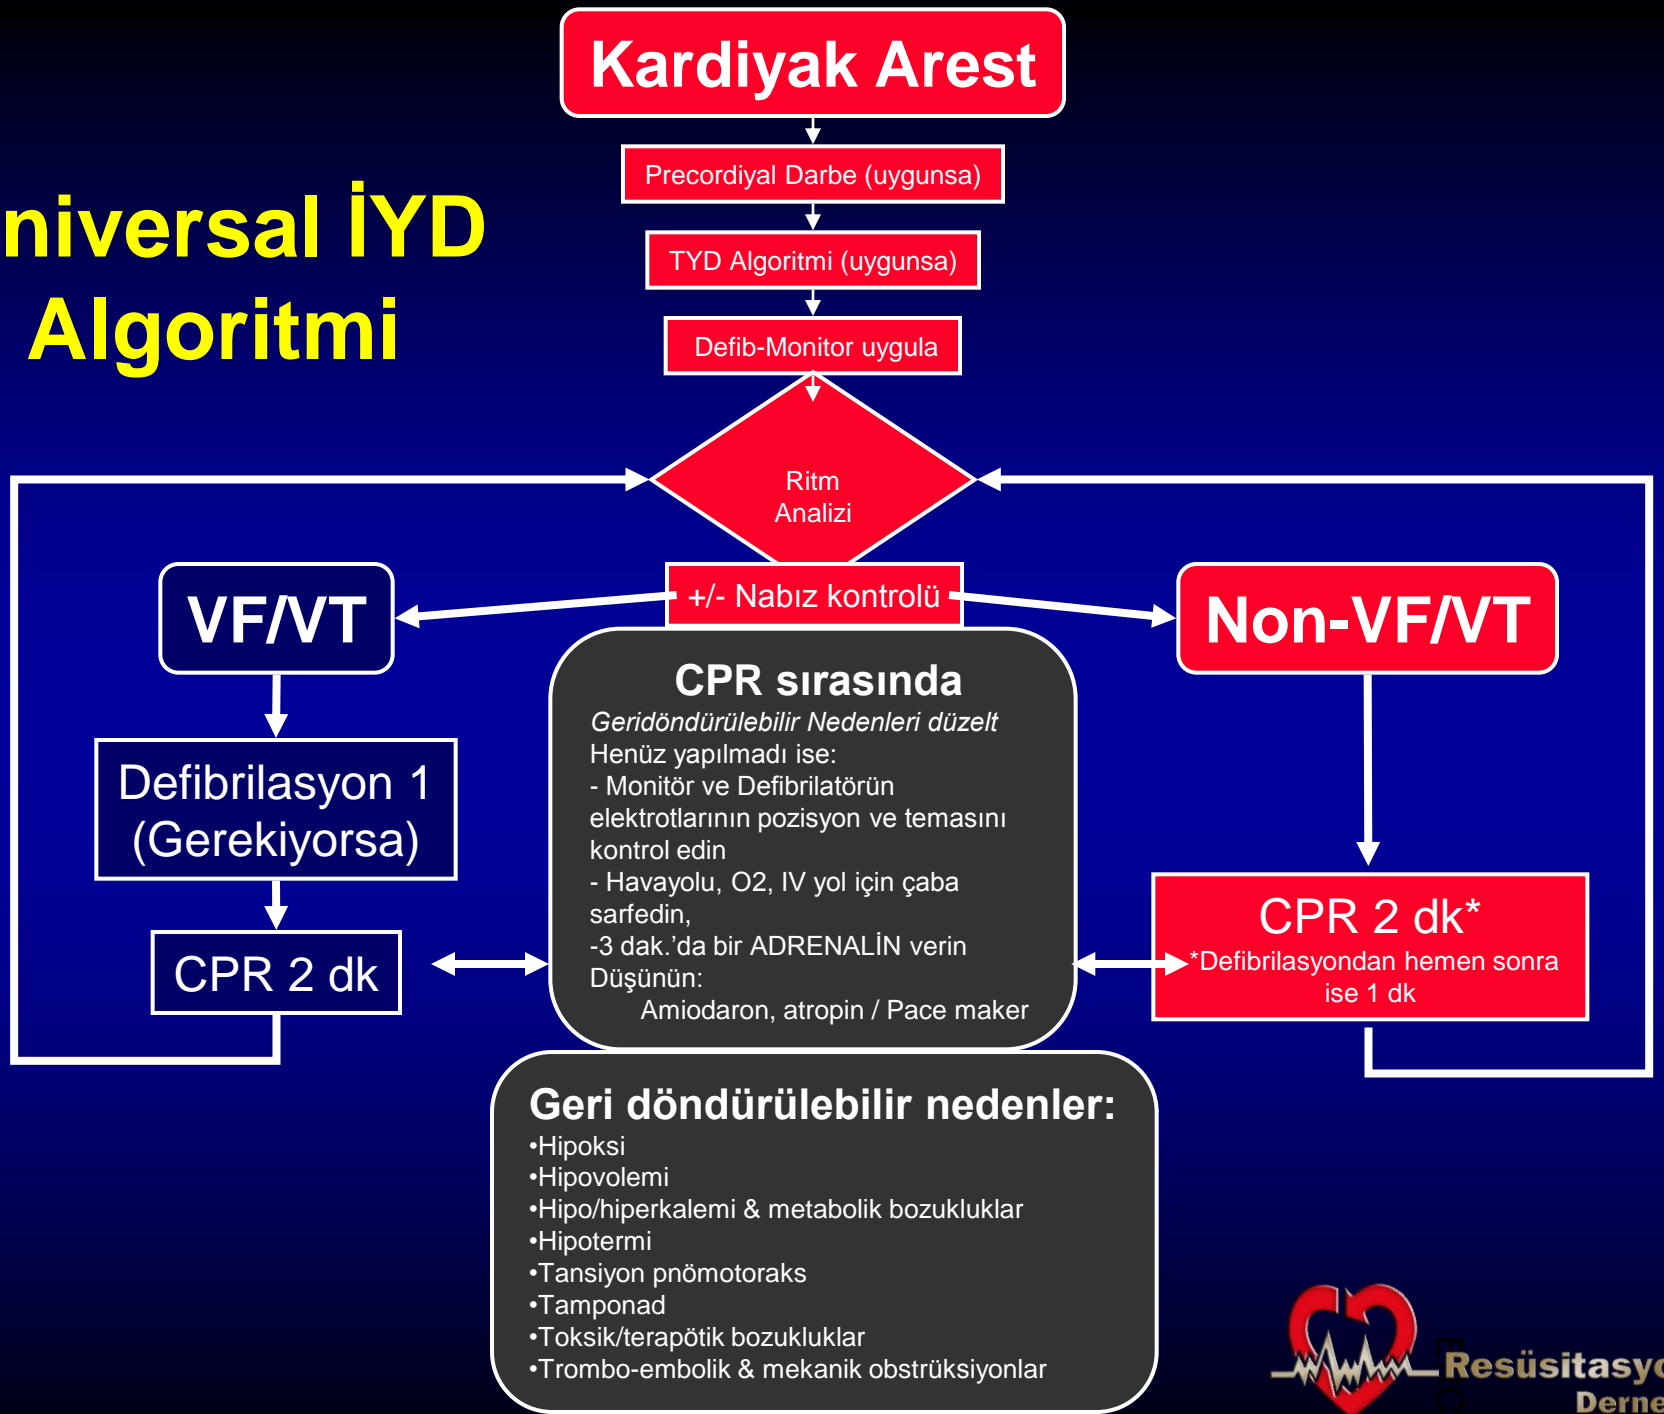 Kardiyak Arest
Precordiyal Darbe (uygunsa)
niversal İYD
Algoritmi
TYD Algoritmi (uygunsa)
Defib-Monitor uygula
Ritm
Analizi
+/- Nabız kontrolü
VF/VT
Non-VF/VT
Defibrilasyon 1
(Gerekiyorsa)
CPR 2 dk
CPR sırasında
Geridöndürülebilir Nedenleri düzelt
Henüz yapılmadı ise:
- Monitör ve Defibrilatörün
elektrotlarının pozisyon ve temasını
kontrol edin
- Havayolu, O2, IV yol için çaba
sarfedin,
-3 dak.'da bir ADRENALİN verin
Düşünün:
Amiodaron, atropin / Pace maker
CPR 2 dk*
*Defibrilasyondan hemen sonra
ise 1 dk
Geri döndürülebilir nedenler:
•Hipoksi
•Hipovolemi
•Hipo/hiperkalemi & metabolik bozukluklar
•Hipotermi
•Tansiyon pnömotoraks
•Tamponad
•Toksik/terapötik bozukluklar
•Trombo-embolik & mekanik obstrüksiyonlar
Resüsitasyo
Derne